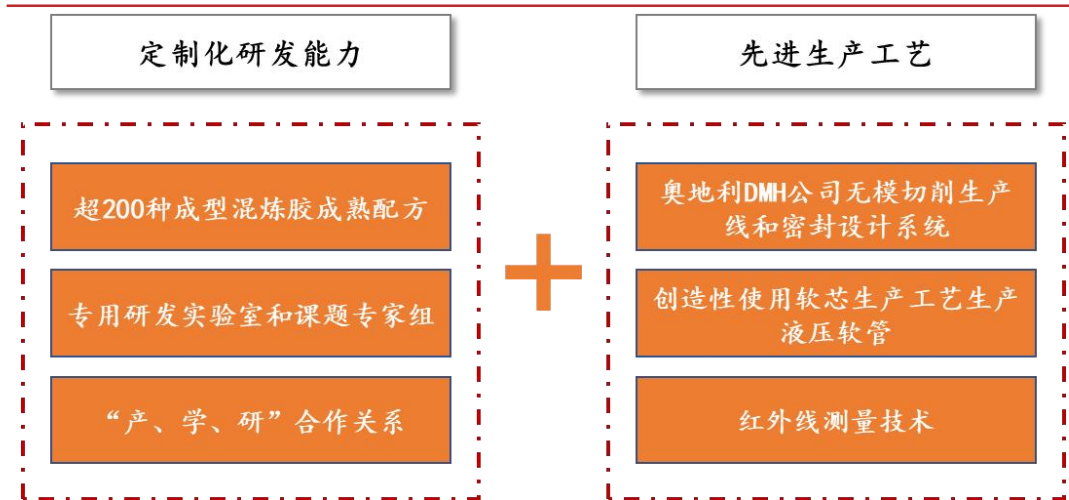 定制化研发能力
先进生产工艺
超200种成型混炼胶成熟配方
专用研发实验室和课题专家组
“产、学、研”合作关系
奥地利DMH公司无模切削生产
线和密封设计系统
创造性使用软芯生产工艺生产
液压软管
红外线测量技术